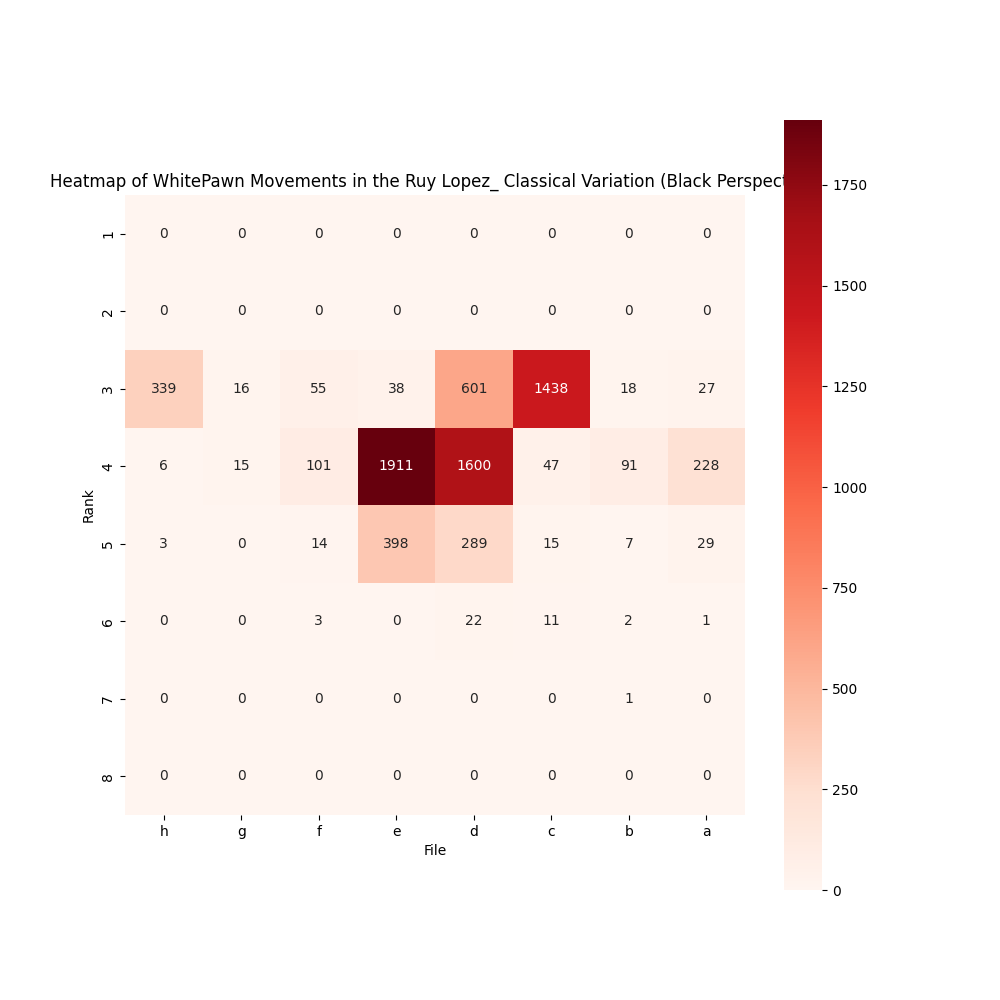 Heatmap of WhitePawn Movements in the Ruy Lopez_ Classical Variation (Black Perspect
1 0 0 0 0 0 0 0 0
2 0 0 0 0 0 0 0 0
3 339 16 55 38 601 1438 18 27
4 6 15 101 1911 1600 47 91 228
5 3 0 14 398 289 15 7 29
6 0 0 3 0 22 11 2 1
7 0 0 0 0 0 0 1 0
8 0 0 0 0 0 0 0 0
h g f e d c b a
File
Rank
1750
1500
1250
1000
750
500
250
0